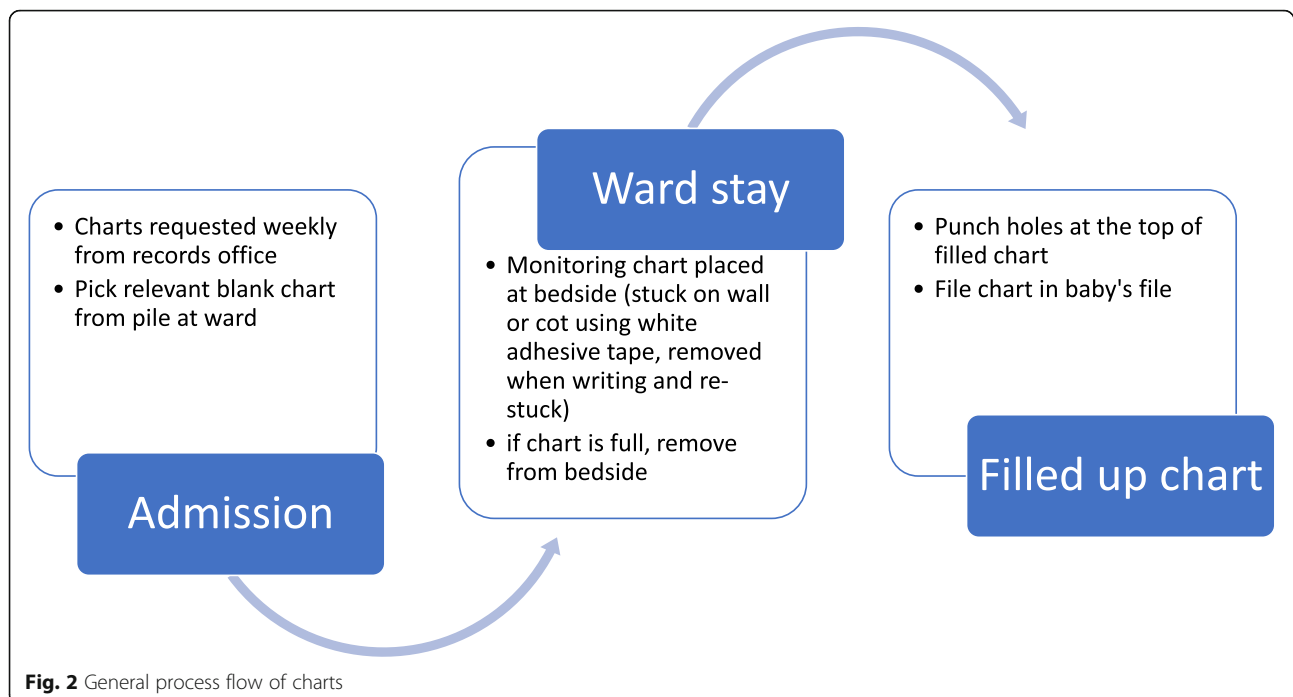 • Charts requested weekly
from records office
• Pick relevant blank chart
from pile at ward
Admission
Ward stay
• Monitoring chart placed
at bedside (stuck on wall
or cot using white
adhesive tape, removed
when writing and re-
stuck)
• if chart is full, remove
from bedside
• Punch holes at the top of
filled chart
• File chart in baby's file
Filled up chart
Fig. 2 General process flow of charts